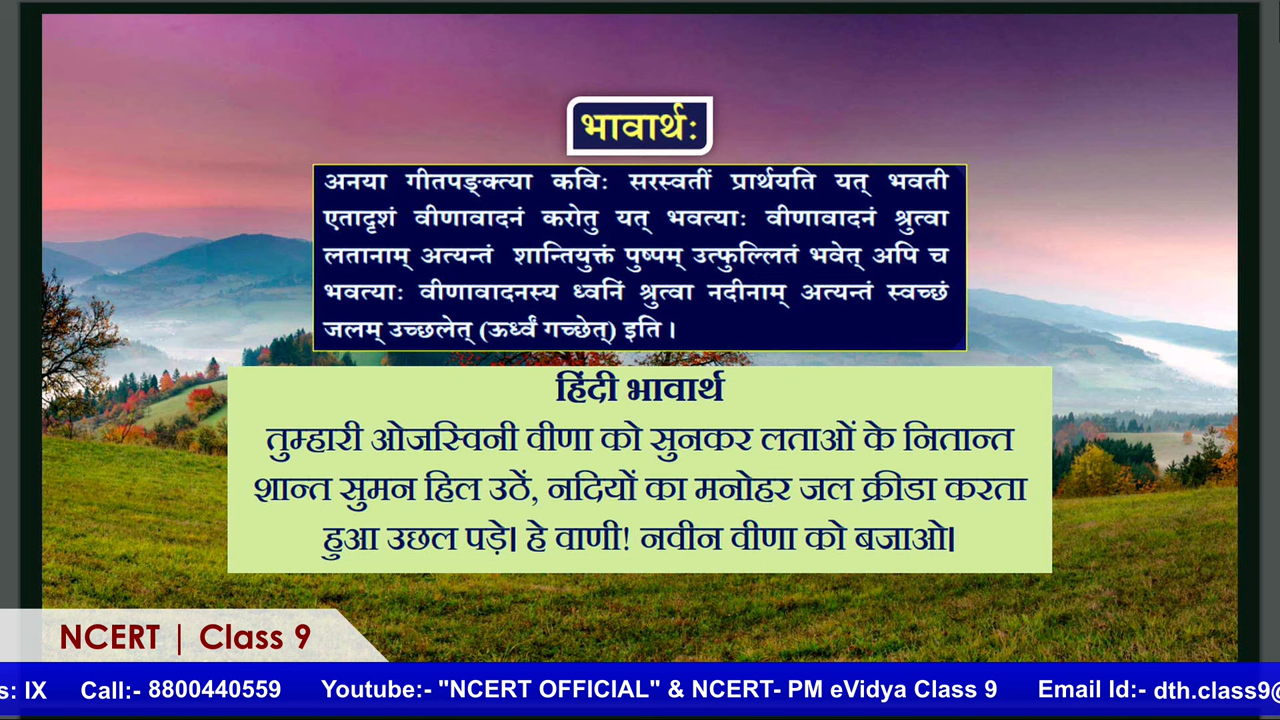 भावार्थः
अनया गीतपङ्क्त्या कविः सरस्वतीं प्रार्थयति यत् भवती
एतादृशं वीणावादनं करोतु यत् भवत्याः वीणावादनं श्रुत्वा
लतानाम् अत्यन्तं शान्तियुक्तं पुष्पम् उत्फुल्लितं भवेत् अपि च
भवत्याः वीणावादनस्य ध्वनिं श्रुत्वा नदीनाम् अत्यन्तं स्वच्छं
जलम् उच्छलेत् (ऊर्ध्वं गच्छेत्) इति ।
हिंदी भावार्थ
तुम्हारी ओजस्विनी वीणा को सुनकर लताओं के नितान्त
शान्त सुमन हिल उठें, नदियों का मनोहर जल क्रीडा करता
हुआ उछल पड़े। हे वाणी! नवीन वीणा को बजाओ।
NCERT | Class 9
s: IX Call:- 8800440559 Youtube:- "NCERT OFFICIAL" & NCERT- PM eVidya Class 9 Email Id:- dth.class9@